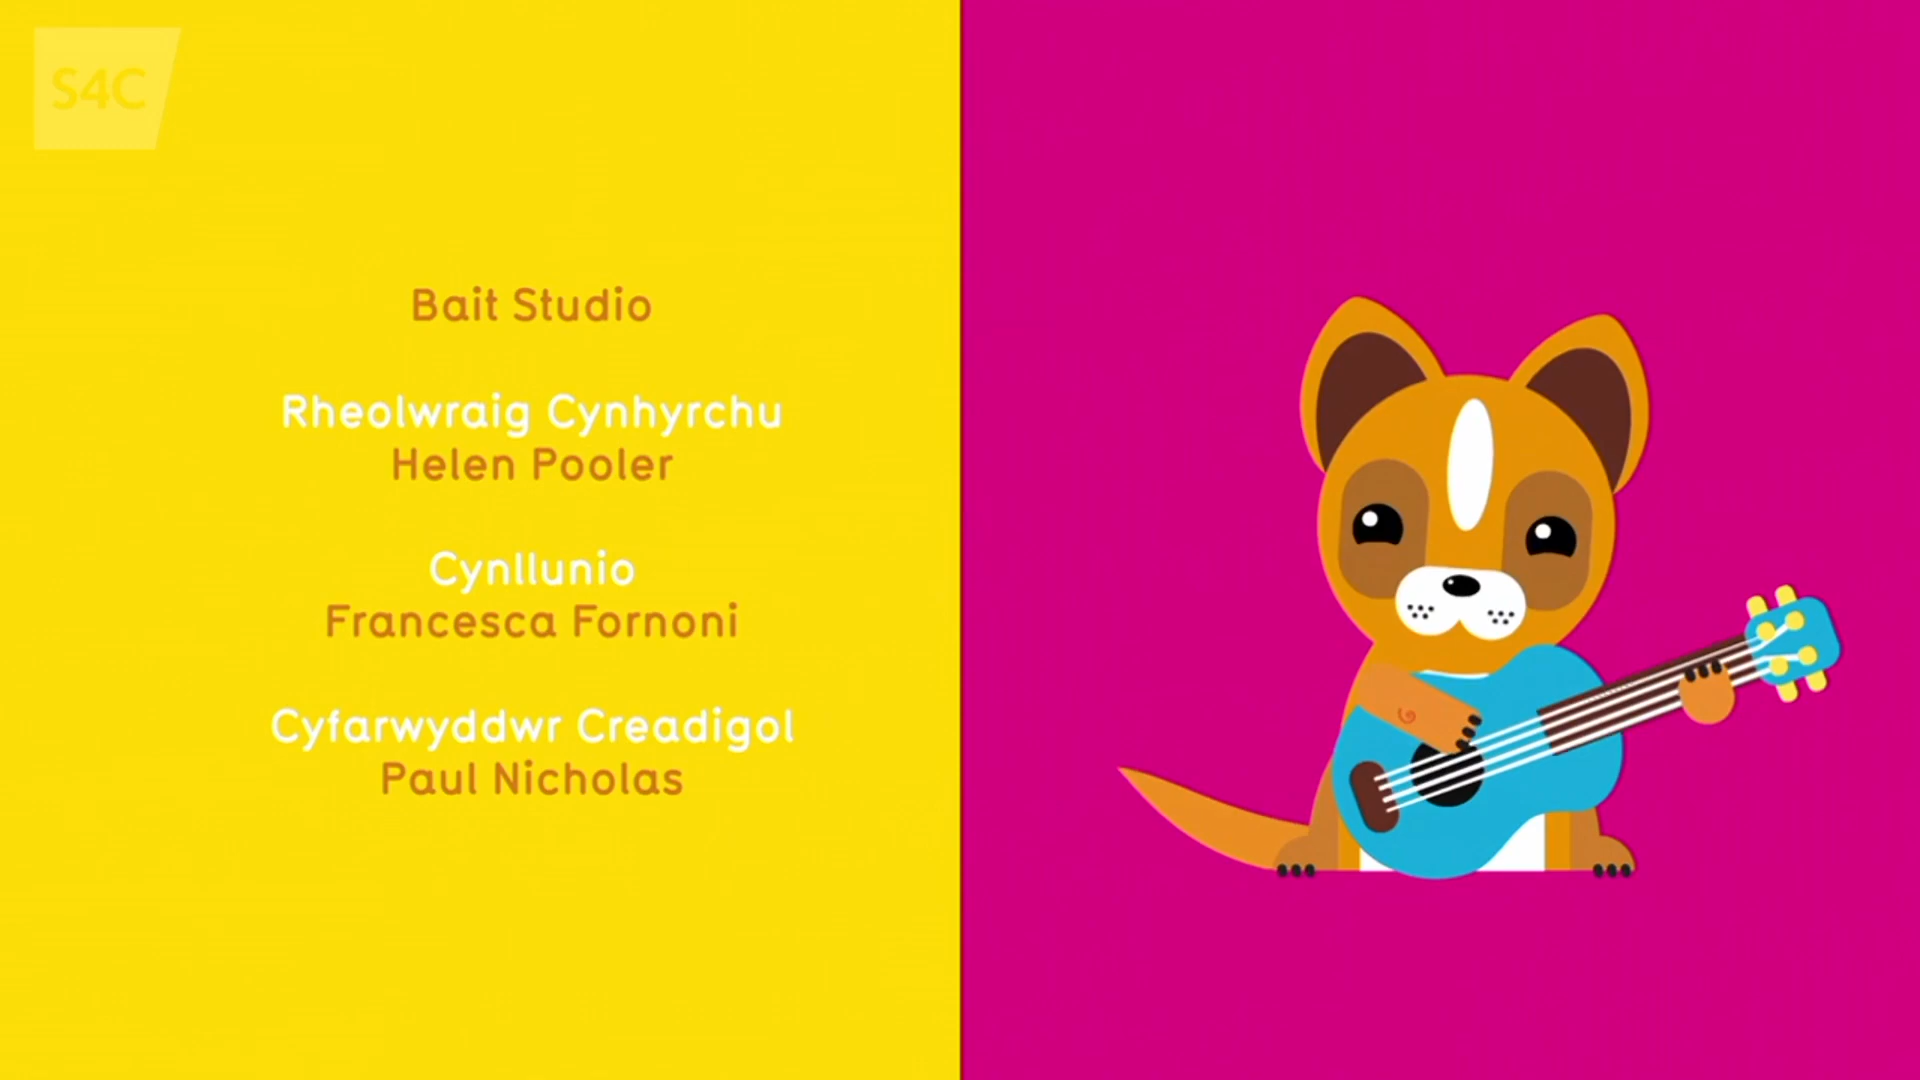 S4C
Bait Studio
Rheolwraig Cynhyrchu
Helen Pooler
Cynllunio
Francesca Fornoni
Cyfarwyddwr Creadigol
Paul Nicholas